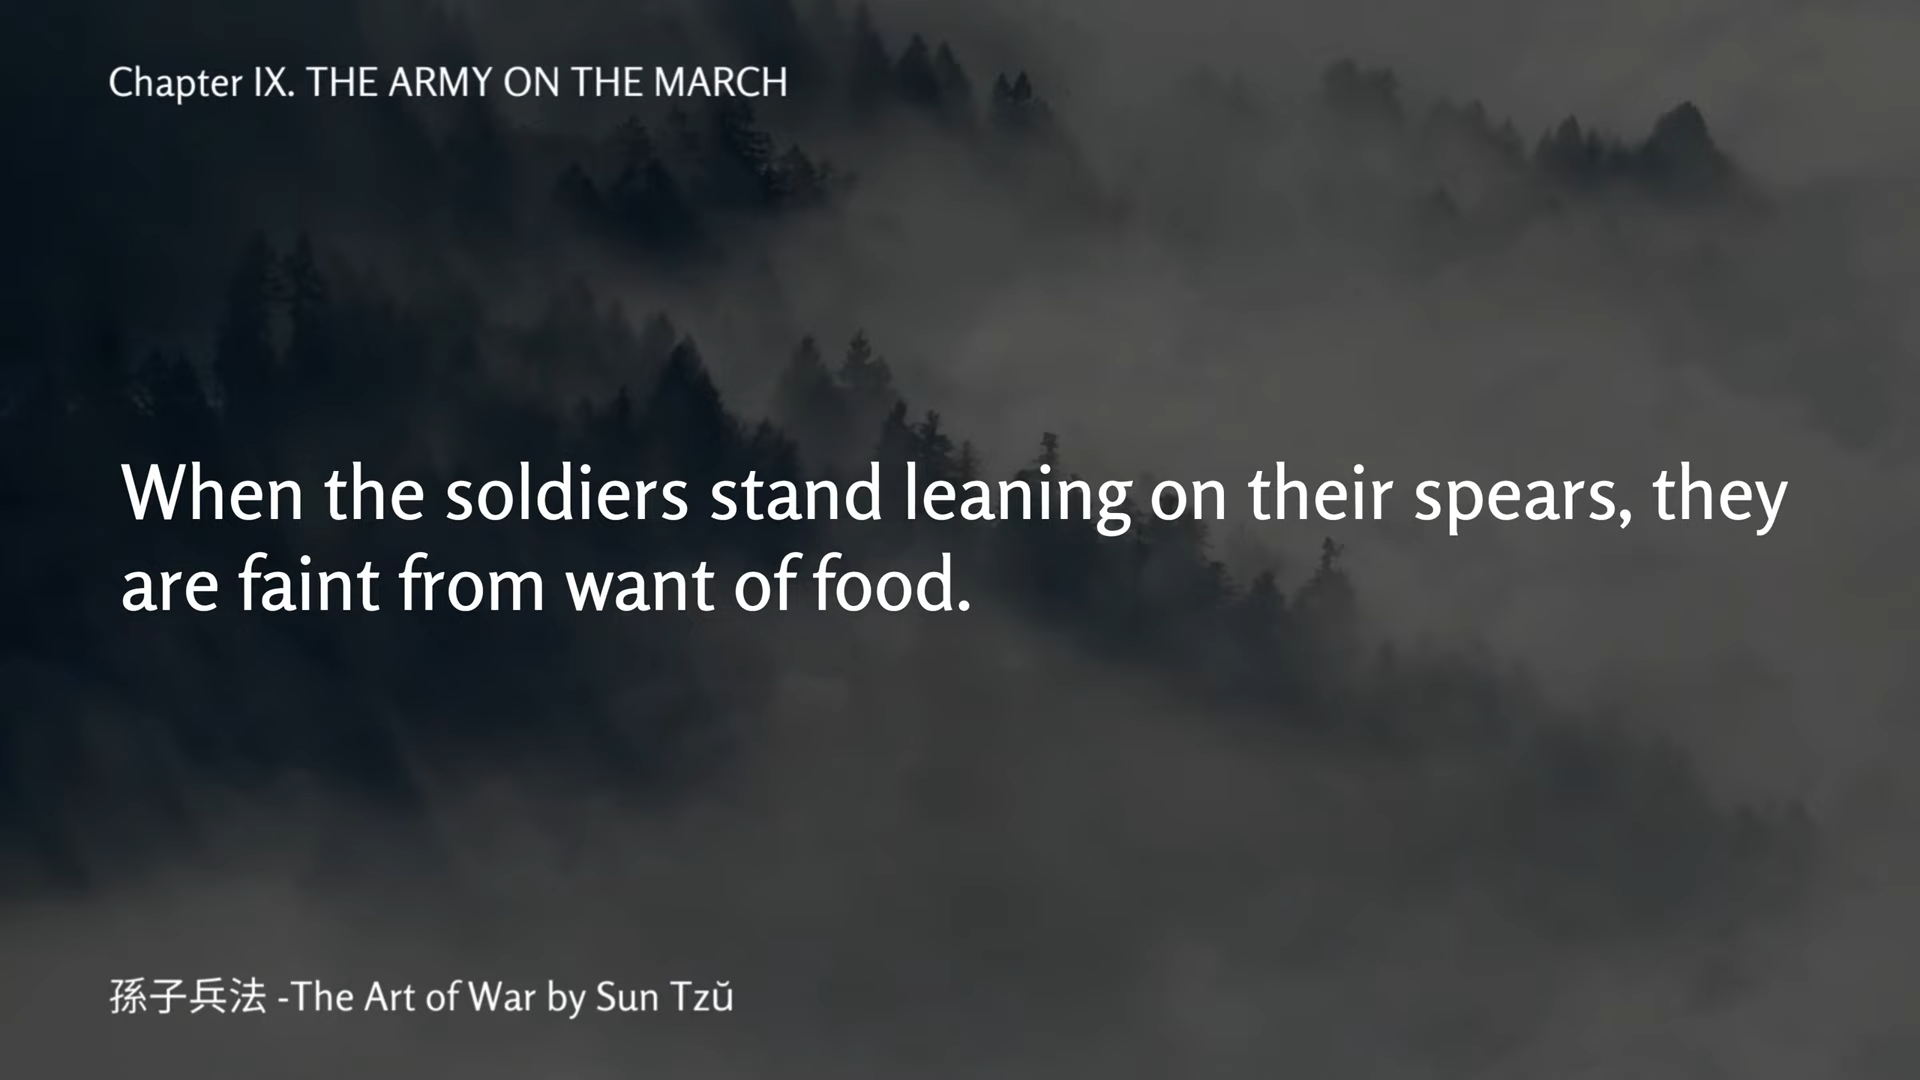 Chapter IX. THE ARMY ON THE MARCH
When the soldiers stand leaning on their spears, they
are faint from want of food.
孫子兵法 -The Art of War by Sun Tzŭ